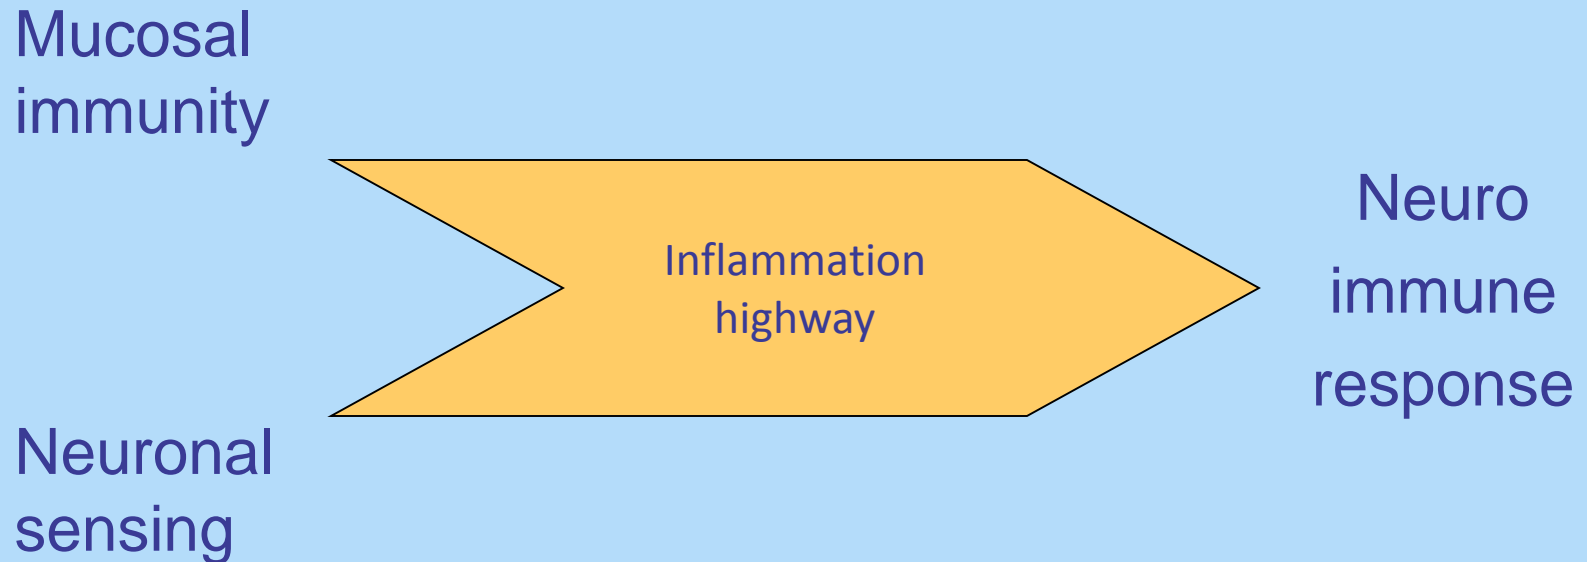 Mucosal
immunity
Neuronal
sensing
Inflammation
highway
Neuro
immune
response